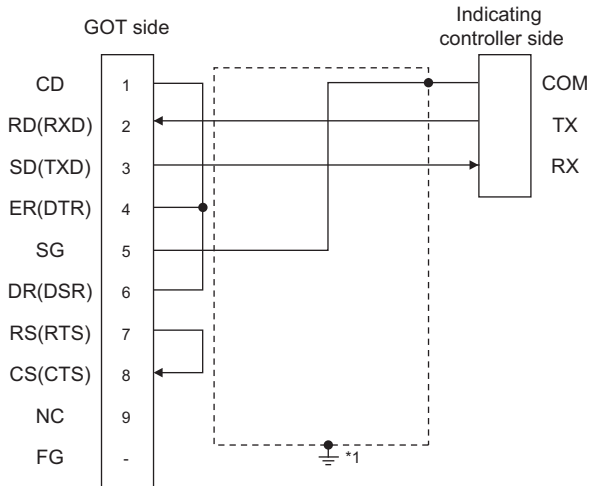 GOT side
Indicating
controller side
CD 1 COM
RD(RXD) 2 TX
SD(TXD) 3 RX
ER(DTR) 4
SG 5
DR(DSR) 6
RS(RTS) 7
CS(CTS) 8
NC 9
FG -
*1